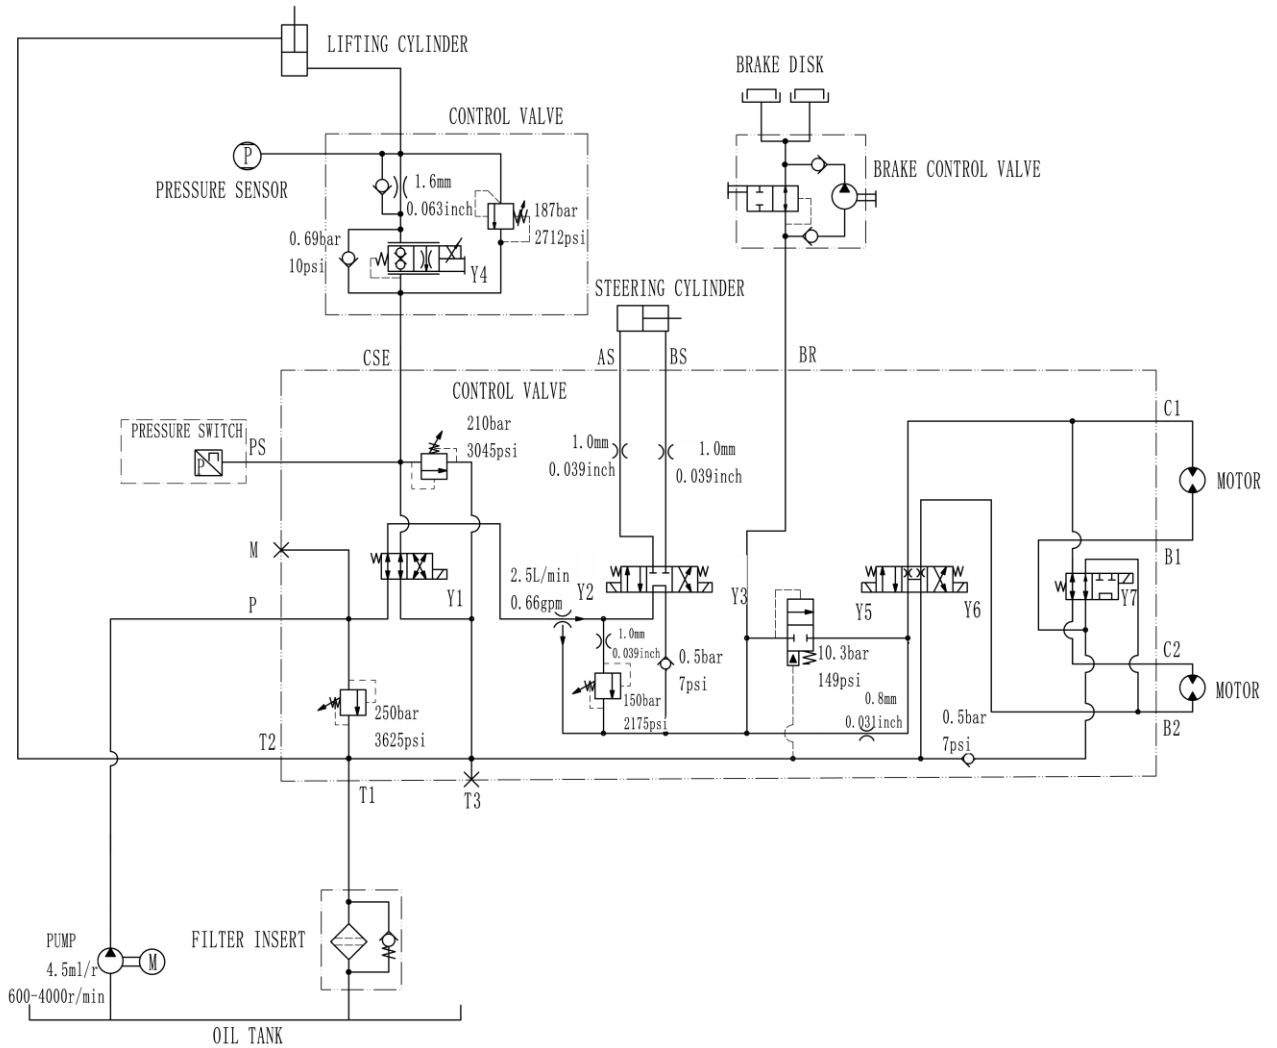 LIFTING CYLINDER
BRAKE DISK
CONTROL VALVE
P
PRESSURE SENSOR
1.6mm
0.063inch
187bar
2712psi
0.69bar
10psi
Y4
BRAKE CONTROL VALVE
STEERING CYLINDER
CSE
AS
BS
BR
CONTROL VALVE
PRESSURE SWITCH
PS
P
210bar
3045psi
1.0mm
0.039inch
1.0mm
0.039inch
C1
MOTOR
B1
M
P
Y1
2.5L/min
0.66gpm
Y2
Y3
Y5
Y6
Y7
1.0mm
0.039inch
0.5bar
7psi
10.3bar
149psi
C2
MOTOR
B2
250bar
3625psi
150bar
2175psi
0.8mm
0.031inch
0.5bar
7psi
T2
T1
T3
PUMP
4.5ml/r
600-4000r/min
M
FILTER INSERT
OIL TANK